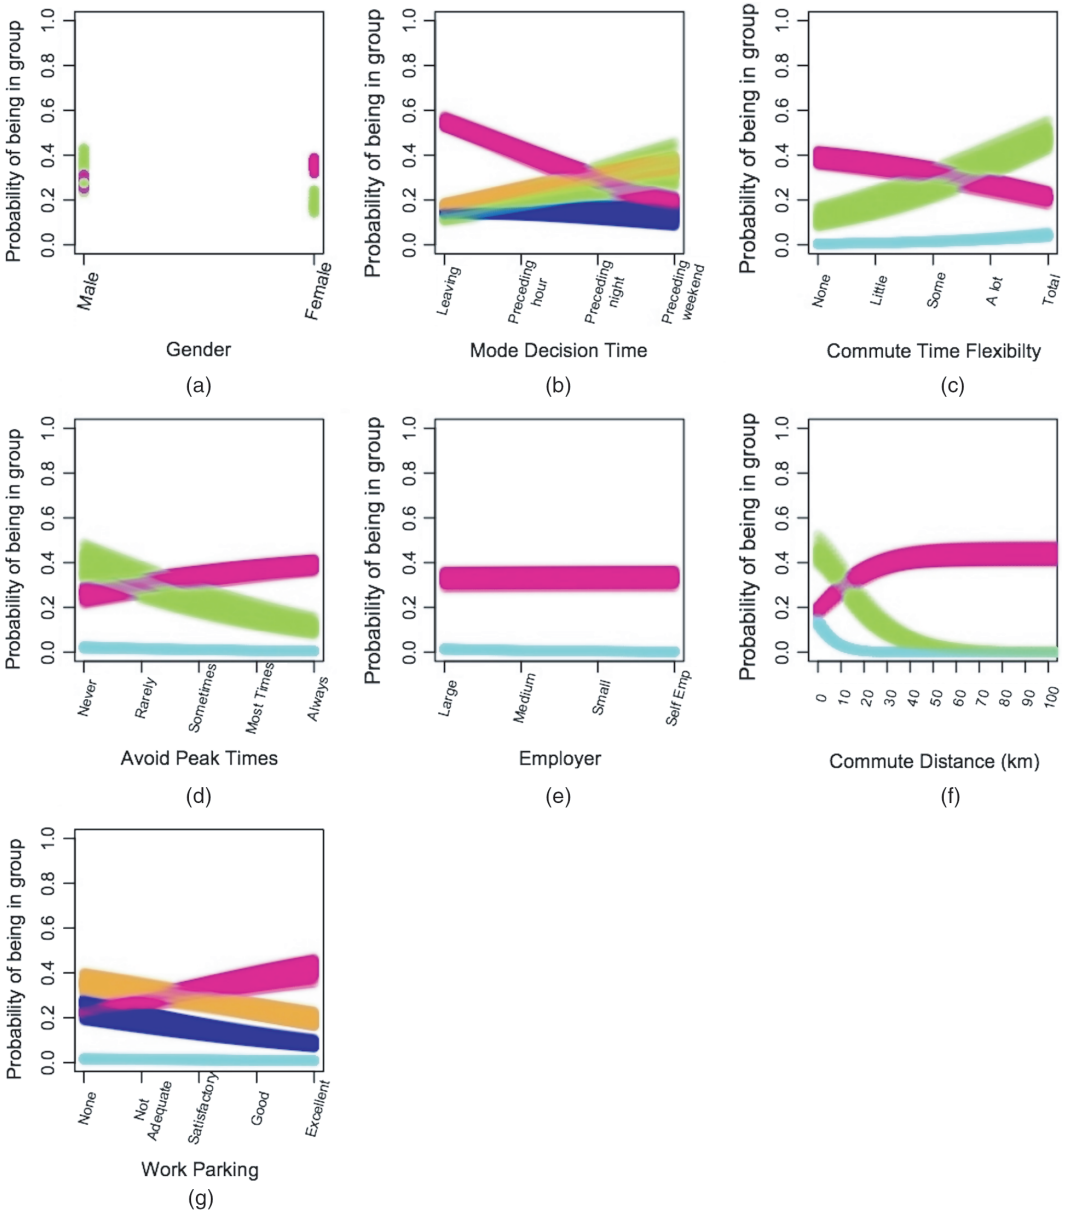 Probability of being in group
0.0 0.2 0.4 0.6 0.8 1.0
Male Female
Gender
(a)
Probability of being in group
0.0 0.2 0.4 0.6 0.8 1.0
Leaving
Preceding
hour
Preceding
night
Preceding
weekend
Mode Decision Time
(b)
Probability of being in group
0.0 0.2 0.4 0.6 0.8 1.0
None Little Some A lot Total
Commute Time Flexibilty
(c)
Probability of being in group
0.0 0.2 0.4 0.6 0.8 1.0
Never Rarely Sometimes Most Times Always
Avoid Peak Times
(d)
Probability of being in group
0.0 0.2 0.4 0.6 0.8 1.0
Large Medium Small Self Emp
Employer
(e)
Probability of being in group
0.0 0.2 0.4 0.6 0.8 1.0
0 10 20 30 40 50 60 70 80 90 100
Commute Distance (km)
(f)
Probability of being in group
0.0 0.2 0.4 0.6 0.8 1.0
None
Not
Adequate
Satisfactory
Good
Excellent
Work Parking
(g)